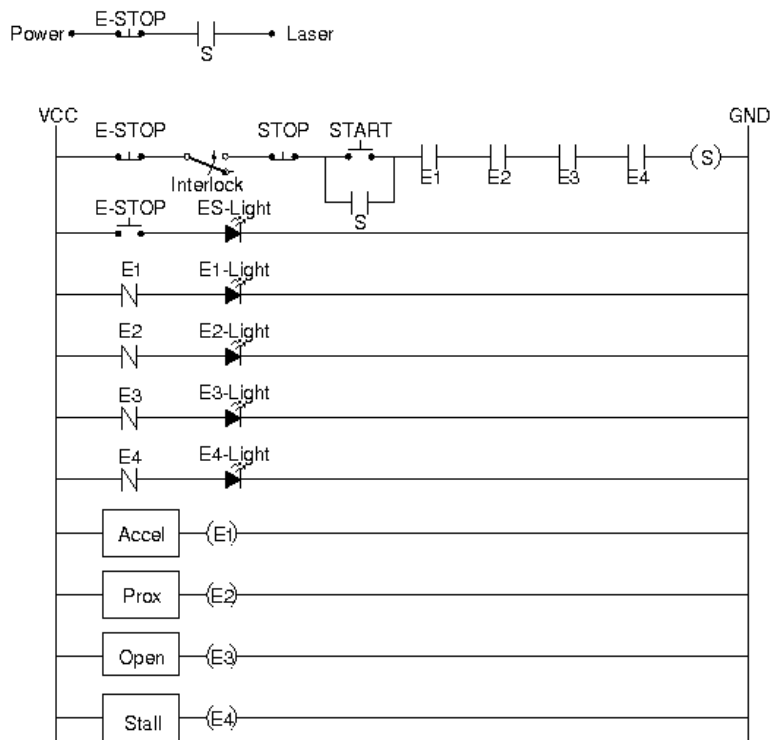 E-STOP
Power
Laser
S
VCC
GND
E-STOP
STOP
START
Interlock
E1
E2
E3
E4
(S)
S
E-STOP
ES-Light
E1
E1-Light
E2
E2-Light
E3
E3-Light
E4
E4-Light
Accel
(E1)
Prox
(E2)
Open
(E3)
Stall
(E4)